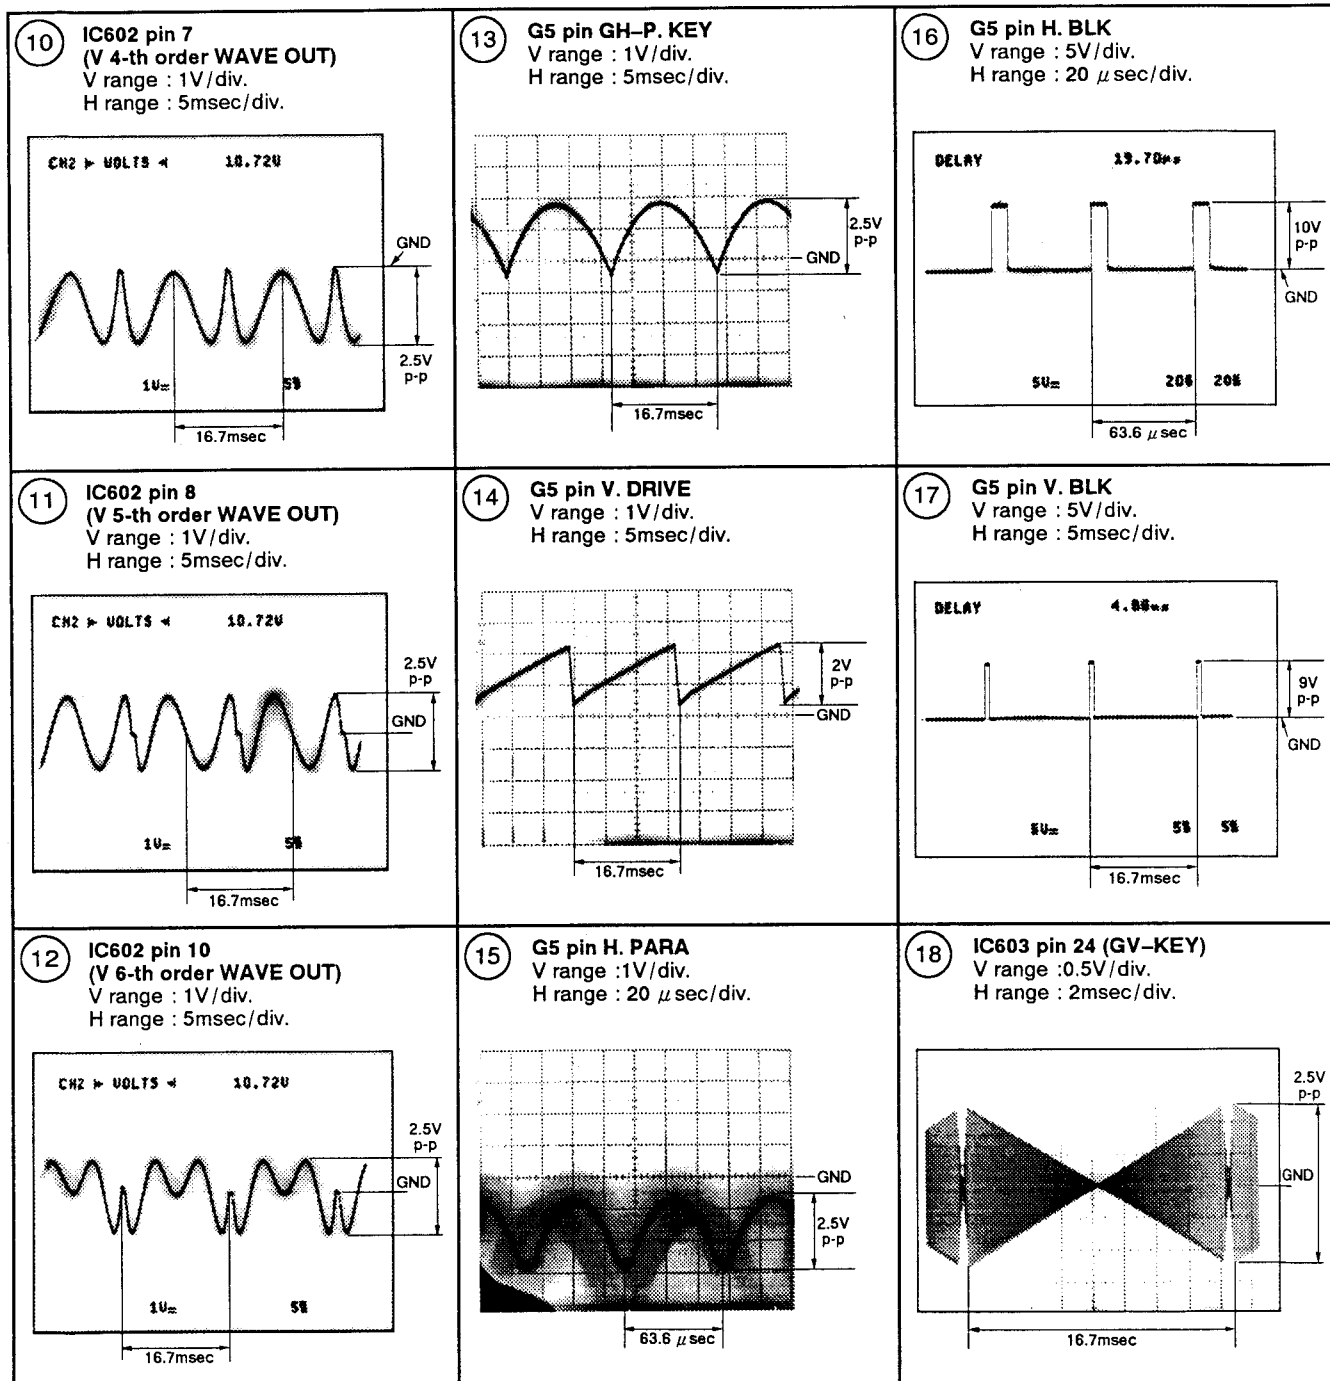 10
IC602 pin 7
(V 4-th order WAVE OUT)
V range : 1V/div.
H range : 5msec/div.
CH2 VOLTS 10.72V
GND
2.5V
p-p
1V
16.7msec
11
IC602 pin 8
(V 5-th order WAVE OUT)
V range : 1V/div.
H range : 5msec/div.
CH2 VOLTS 10.72V
2.5V
p-p
GND
1V
16.7msec
12
IC602 pin 10
(V 6-th order WAVE OUT)
V range : 1V/div.
H range : 5msec/div.
CH2 VOLTS 10.72V
2.5V
p-p
GND
1V
16.7msec
13
G5 pin GH–P. KEY
V range : 1V/div.
H range : 5msec/div.
2.5V
p-p
GND
16.7msec
14
G5 pin V. DRIVE
V range : 1V/div.
H range : 5msec/div.
2V
p-p
GND
16.7msec
15
G5 pin H. PARA
V range :1V/div.
H range : 20 μ sec/div.
GND
2.5V
p-p
63.6 μ sec
16
G5 pin H. BLK
V range : 5V/div.
H range : 20 μ sec/div.
DELAY 19.70μs
10V
p-p
GND
5V
63.6 μ sec
17
G5 pin V. BLK
V range : 5V/div.
H range : 5msec/div.
DELAY
9V
p-p
GND
5V
16.7msec
18
IC603 pin 24 (GV–KEY)
V range :0.5V/div.
H range : 2msec/div.
2.5V
p-p
GND
16.7msec